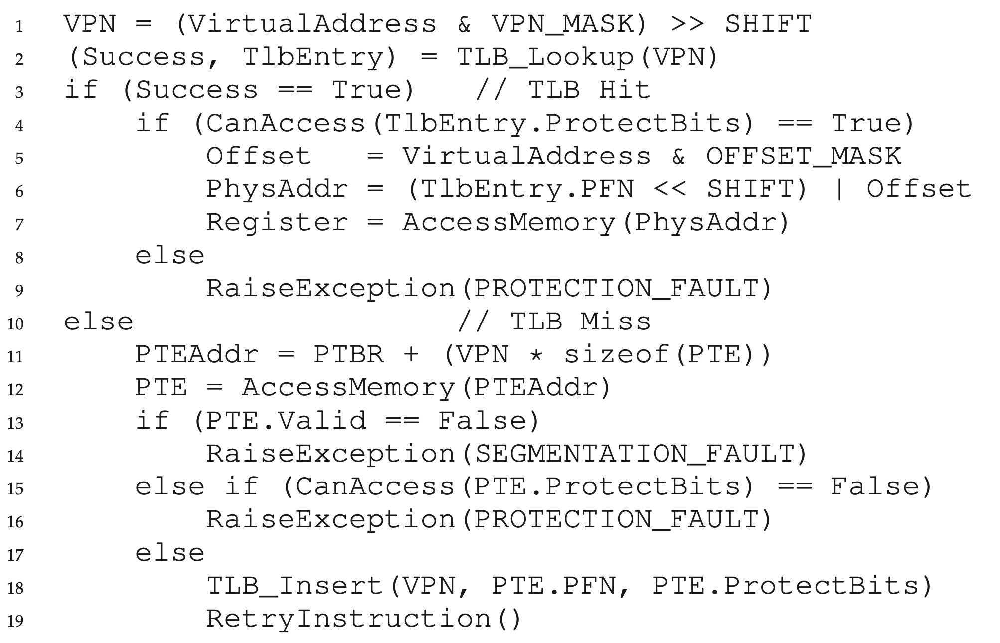 1 VPN = (VirtualAddress & VPN_MASK) >> SHIFT
2 (Success, TlbEntry) = TLB_Lookup(VPN)
3 if (Success == True)   // TLB Hit
4     if (CanAccess(TlbEntry.ProtectBits) == True)
5         Offset   = VirtualAddress & OFFSET_MASK
6         PhysAddr = (TlbEntry.PFN << SHIFT) | Offset
7         Register = AccessMemory(PhysAddr)
8     else
9         RaiseException(PROTECTION_FAULT)
10 else                  // TLB Miss
11     PTEAddr = PTBR + (VPN * sizeof(PTE))
12     PTE = AccessMemory(PTEAddr)
13     if (PTE.Valid == False)
14         RaiseException(SEGMENTATION_FAULT)
15     else if (CanAccess(PTE.ProtectBits) == False)
16         RaiseException(PROTECTION_FAULT)
17     else
18         TLB_Insert(VPN, PTE.PFN, PTE.ProtectBits)
19         RetryInstruction()